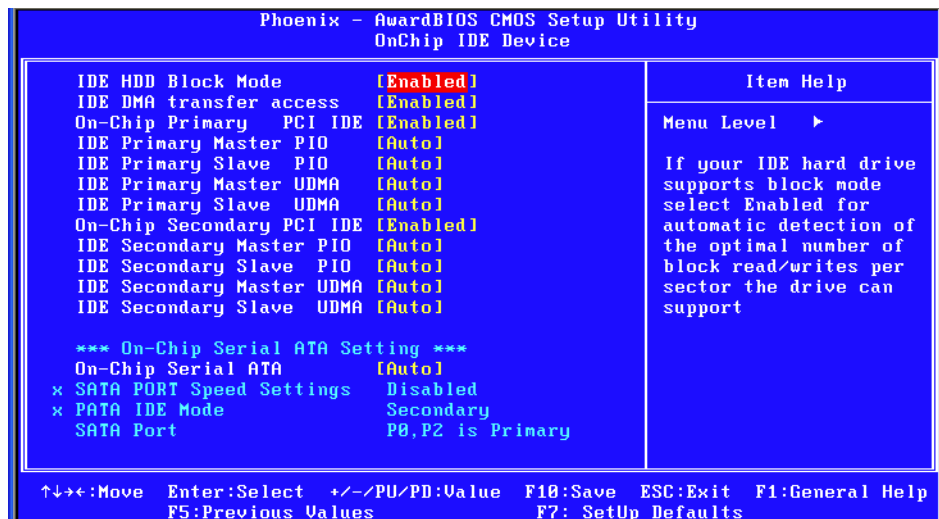 Phoenix - AwardBIOS CMOS Setup Utility
OnChip IDE Device
IDE HDD Block Mode [Enabled]
IDE DMA transfer access [Enabled]
On-Chip Primary PCI IDE [Enabled]
IDE Primary Master PIO [Auto]
IDE Primary Slave PIO [Auto]
IDE Primary Master UDMA [Auto]
IDE Primary Slave UDMA [Auto]
On-Chip Secondary PCI IDE [Enabled]
IDE Secondary Master PIO [Auto]
IDE Secondary Slave PIO [Auto]
IDE Secondary Master UDMA [Auto]
IDE Secondary Slave UDMA [Auto]
*** On-Chip Serial ATA Setting ***
On-Chip Serial ATA [Auto]
x SATA PORT Speed Settings Disabled
x PATA IDE Mode Secondary
SATA Port P0,P2 is Primary
Item Help
Menu Level ►
If your IDE hard drive
supports block mode
select Enabled for
automatic detection of
the optimal number of
block read/writes per
sector the drive can
support
↑↓→←:Move Enter:Select +/-/PU/PD:Value F10:Save ESC:Exit F1:General Help
F5:Previous Values F7: SetUp Defaults